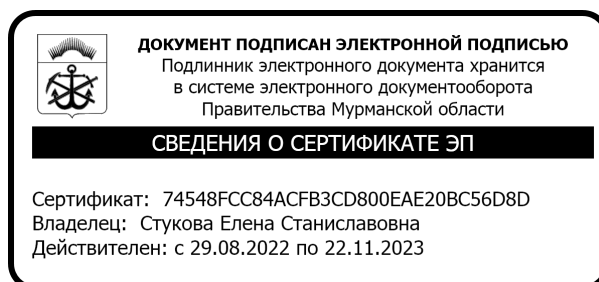 ДОКУМЕНТ ПОДПИСАН ЭЛЕКТРОННОЙ ПОДПИСЬЮ
Подлинник электронного документа хранится
в системе электронного документооборота
Правительства Мурманской области
СВЕДЕНИЯ О СЕРТИФИКАТЕ ЭП
Сертификат: 74548FCC84ACFB3CD800EAE20BC56D8D
Владелец: Стукова Елена Станиславовна
Действителен: с 29.08.2022 по 22.11.2023